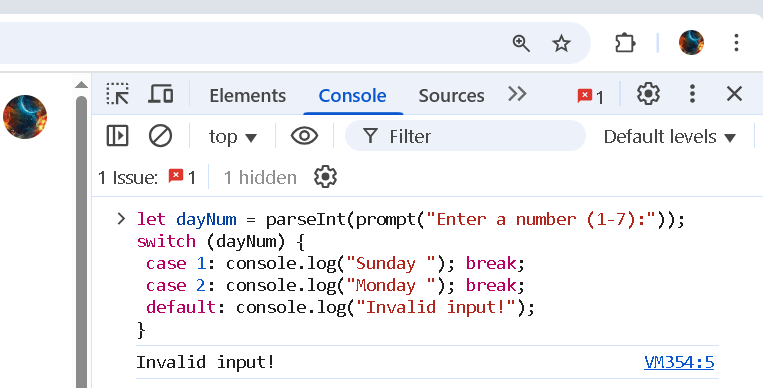 Elements Console Sources 1
top Filter Default levels
1 Issue: 1 1 hidden
let dayNum = parseInt(prompt("Enter a number (1-7):"));
switch (dayNum) {
case 1: console.log("Sunday "); break;
case 2: console.log("Monday "); break;
default: console.log("Invalid input!");
}
Invalid input! VM354:5